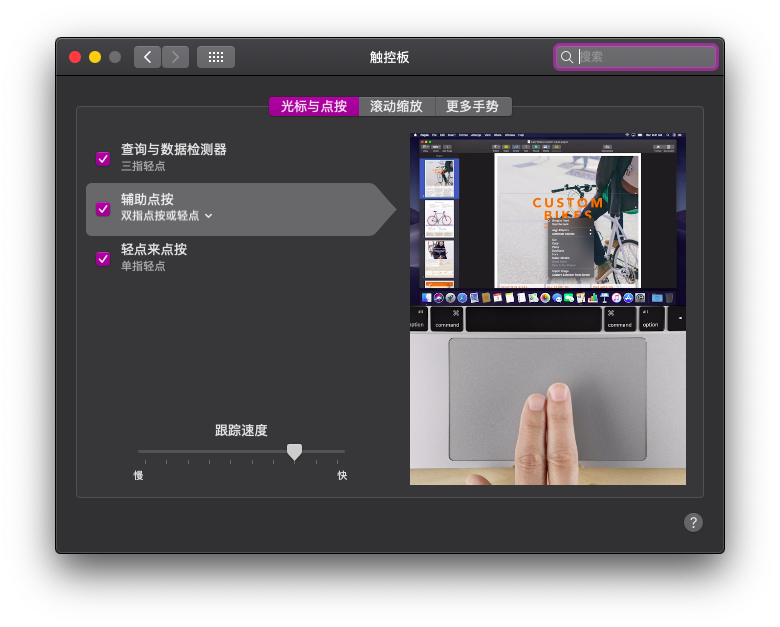 触控板
搜索
光标与点按
滚动缩放
更多手势
查询与数据检测器
三指轻点
辅助点按
双指点按或轻点
轻点来点按
单指轻点
跟踪速度
慢
快
CUSTOM
BIKES
⌘
command
⌘
command
alt
option
?